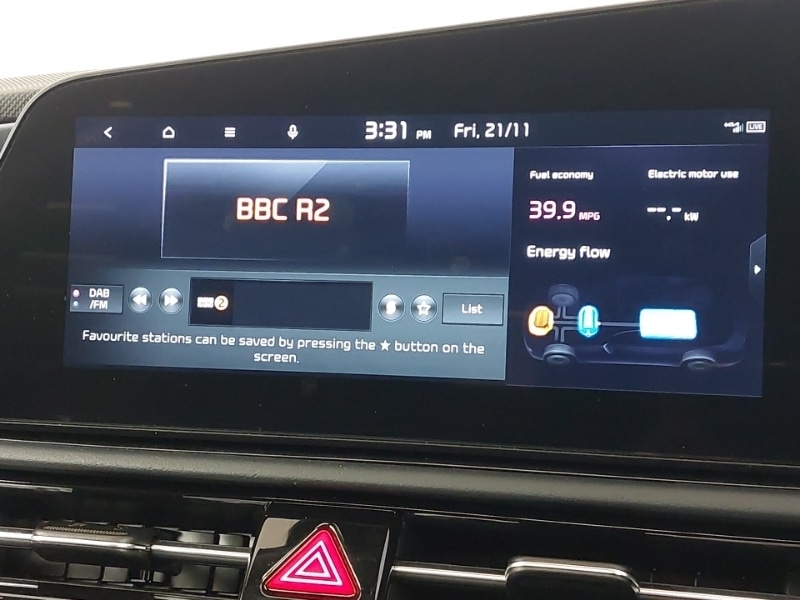 3:31 PM Fri, 21/11 LIVE
Fuel economy Electric motor use
BBC R2
39.9 MPG --.- kW
Energy flow
DAB
/FM
2
List
Favourite stations can be saved by pressing the ★ button on the
screen.